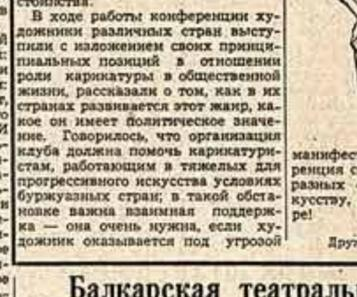 стоинства.
В ходе работы конференции ху-
дожники различных стран высту-
пили с изложением своих принци-
пиальных позиций в отношении
роли карикатуры в общественной
жизни, рассказали о том, как в их
странах развивается этот жанр, ка-
кое он имеет политическое значе-
ние. Говорилось, что организация
клуба должна помочь карикатури-
стам, работающим в тяжелых для
прогрессивного искусства условиях
буржуазных стран; в такой обста-
новке важна взаимная поддерж-
ка — она очень нужна, если ху-
дожник оказывается под угрозой
манифест
ренция с
разных
кусству,
ре!
Друж
Балкарская театраль